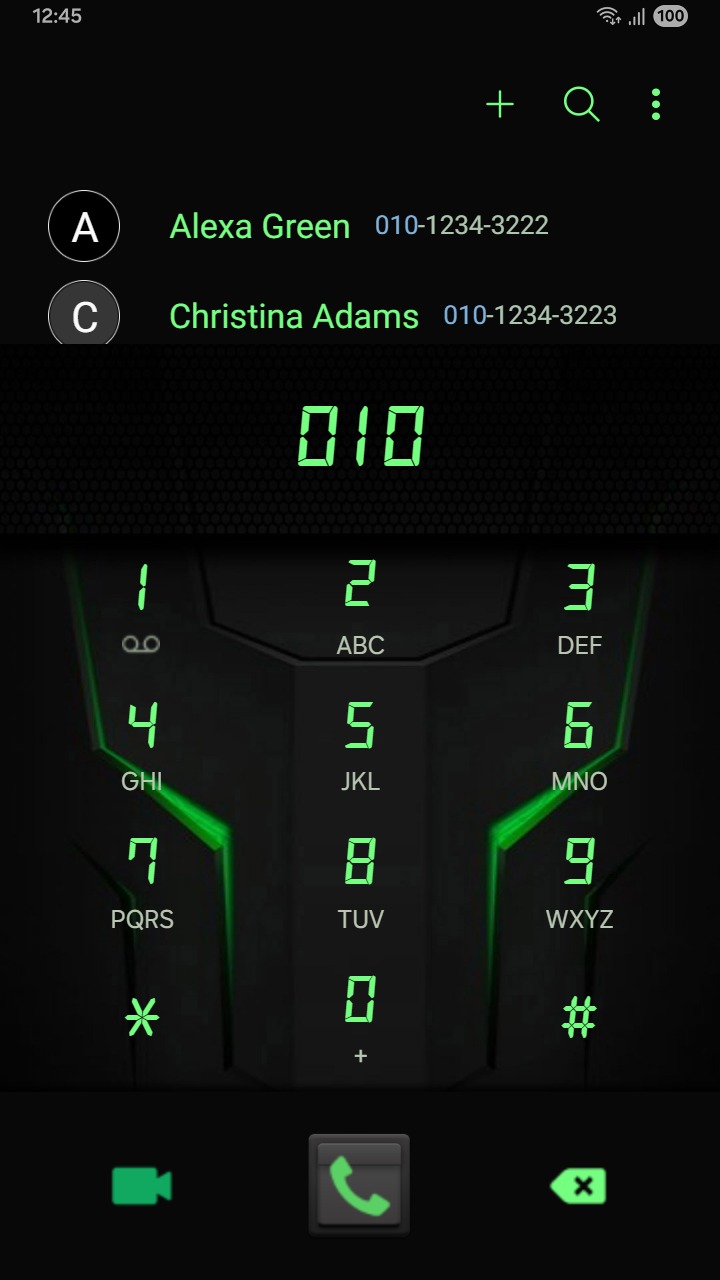 12:45 100
A Alexa Green 010-1234-3222
C Christina Adams 010-1234-3223
010
1 2 3
ABC DEF
4 5 6
GHI JKL MNO
7 8 9
PQRS TUV WXYZ
* 0 #
+